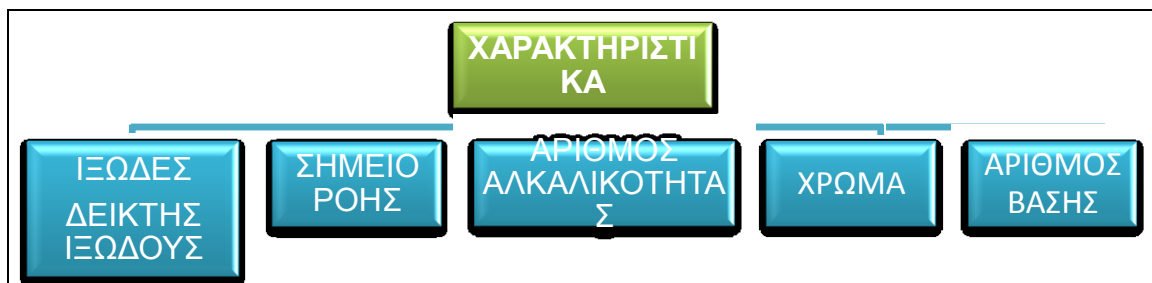 ΧΑΡΑΚΤΗΡΙΣΤΙ
ΚΑ
ΙΞΩΔΕΣ
ΔΕΙΚΤΗΣ
ΙΞΩΔΟΥΣ
ΣΗΜΕΙΟ
ΡΟΗΣ
ΑΡΙΘΜΟΣ
ΑΛΚΑΛΙΚΟΤΗΤΑ
Σ
ΧΡΩΜΑ
ΑΡΙΘΜΟΣ
ΒΑΣΗΣ